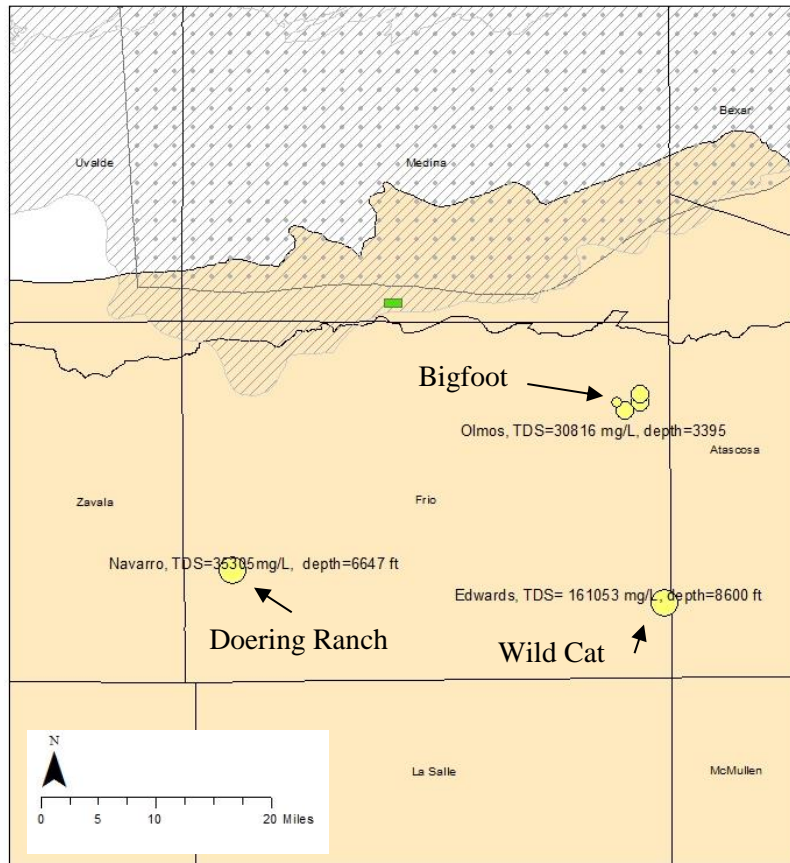 Bexar
Uvalde
Medina
Bigfoot
Olmos, TDS=30816 mg/L, depth=3395
Atascosa
Zavala
Frio
Navarro, TDS=35305mg/L,  depth=6647 ft
Edwards, TDS= 161053 mg/L, depth=8600 ft
Doering Ranch
Wild Cat
N
La Salle
McMullen
0 5 10 20 Miles